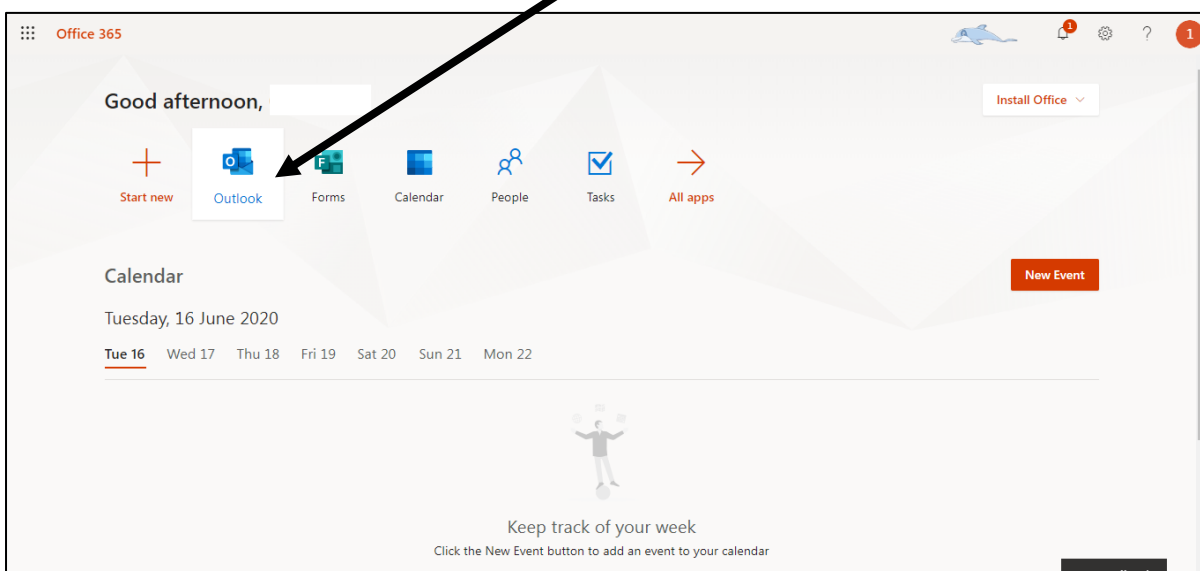 Office 365
1
?
1
Good afternoon,
Install Office
Start new
Outlook
Forms
Calendar
People
Tasks
All apps
Calendar
New Event
Tuesday, 16 June 2020
Tue 16 Wed 17 Thu 18 Fri 19 Sat 20 Sun 21 Mon 22
Keep track of your week
Click the New Event button to add an event to your calendar